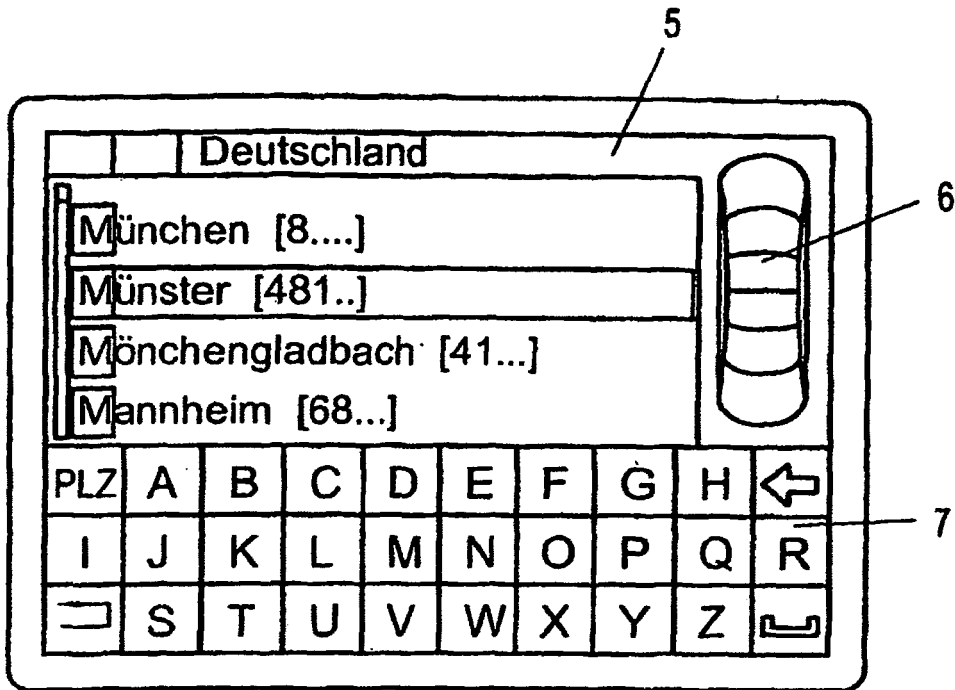 5
Deutschland
6
München [8....]
Münster [481..]
Mönchengladbach [41...]
Mannheim [68...]
PLZ A B C D E F G H
7
I J K L M N O P Q R
S T U V W X Y Z